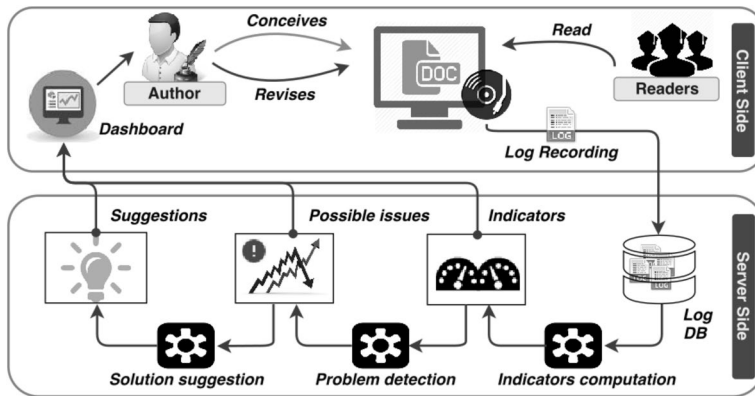 Conceives
Read
DOC
Author
Revises
Readers
Dashboard
LOG
Log Recording
Client Side
Suggestions
Possible issues
Indicators
!
LOG
Log
DB
Server Side
Solution suggestion
Problem detection
Indicators computation